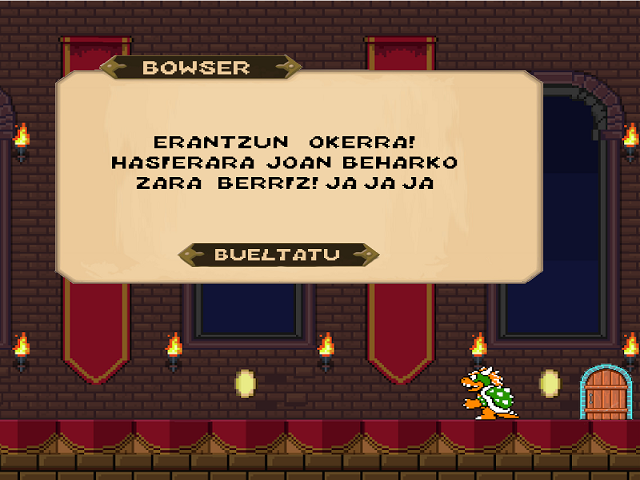 BOWSER
ERANTZUN OKERRA!
HASIERARA JOAN BEHARKO
ZARA BERRIZ! JA JA JA
BUELTATU